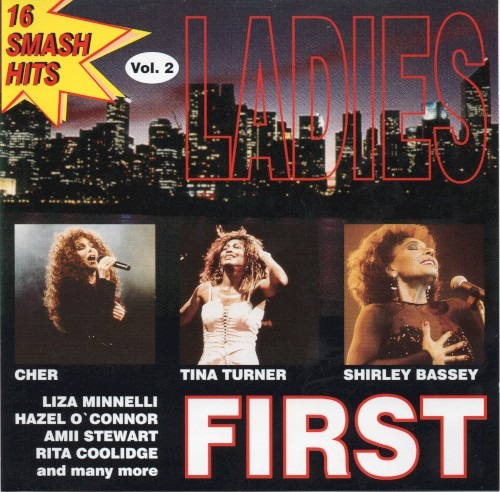 16
SMASH
HITS
Vol. 2
LADIES
CHER
TINA TURNER
SHIRLEY BASSEY
LIZA MINNELLI
HAZEL O`CONNOR
AMII STEWART
RITA COOLIDGE
and many more
FIRST